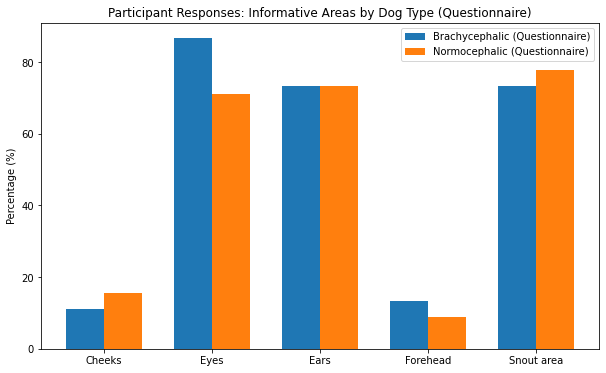 Participant Responses: Informative Areas by Dog Type (Questionnaire)
Brachycephalic (Questionnaire)
Normocephalic (Questionnaire)
Percentage (%)
80
60
40
20
0
Cheeks Eyes Ears Forehead Snout area